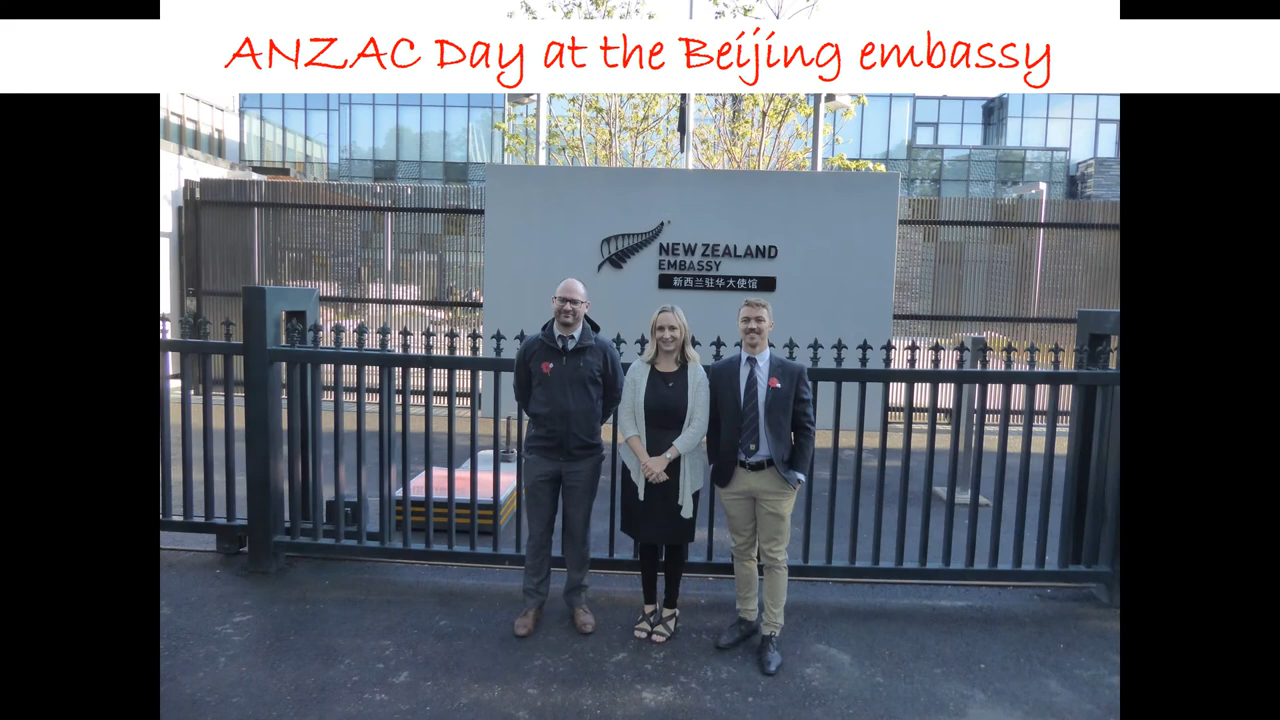 ANZAC Day at the Beijing embassy
NEW ZEALAND
EMBASSY
新西兰驻华大使馆